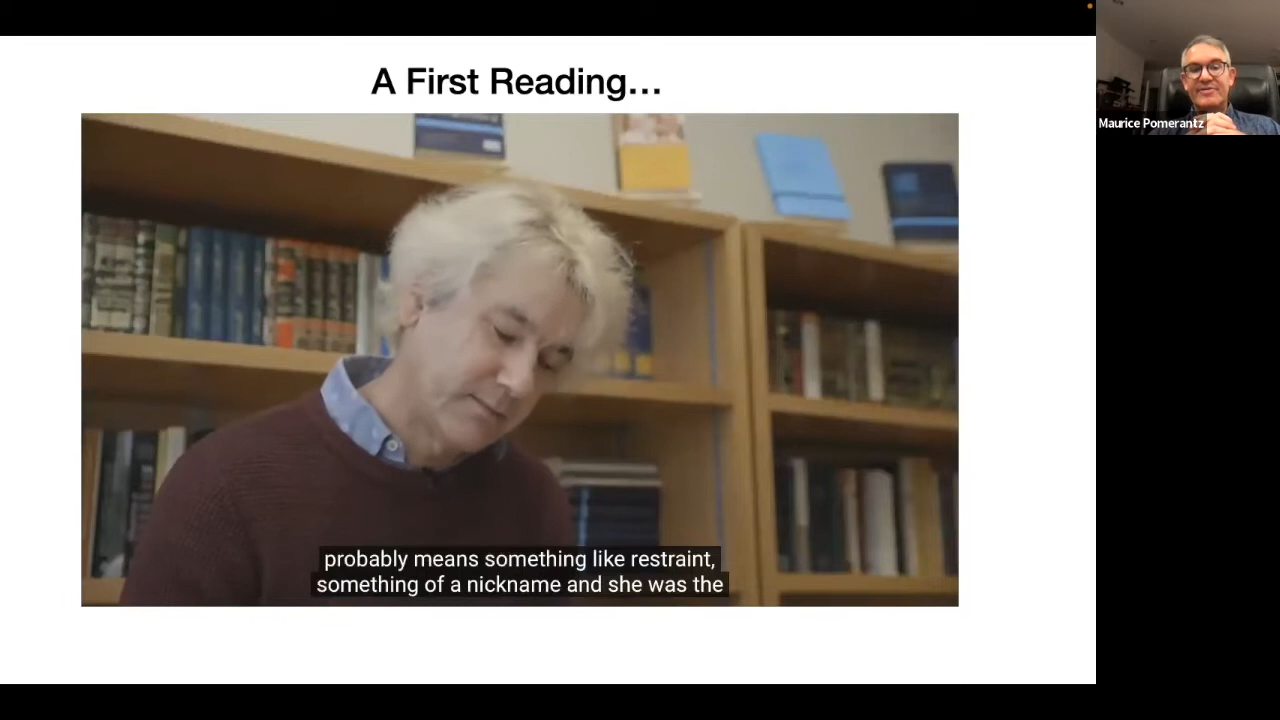 A First Reading...
Maurice Pomerantz
probably means something like restraint,
something of a nickname and she was the